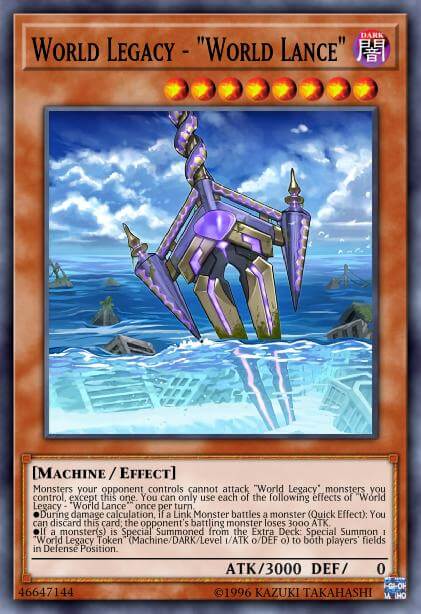 World Legacy - "World Lance"
DARK
闇
[Machine / Effect]
Monsters your opponent controls cannot attack "World Legacy" monsters you
control, except this one. You can only use each of the following effects of "World
Legacy - "World Lance"" once per turn.
●During damage calculation, if a Link Monster battles a monster (Quick Effect): You
can discard this card; the opponent's battling monster loses 3000 ATK.
●If a monster(s) is Special Summoned from the Extra Deck: Special Summon 1
"World Legacy Token" (Machine/DARK/Level 1/ATK 0/DEF 0) to both players' fields
in Defense Position.
ATK/3000 DEF/ 0
46647144
©1996 KAZUKI TAKAHASHI